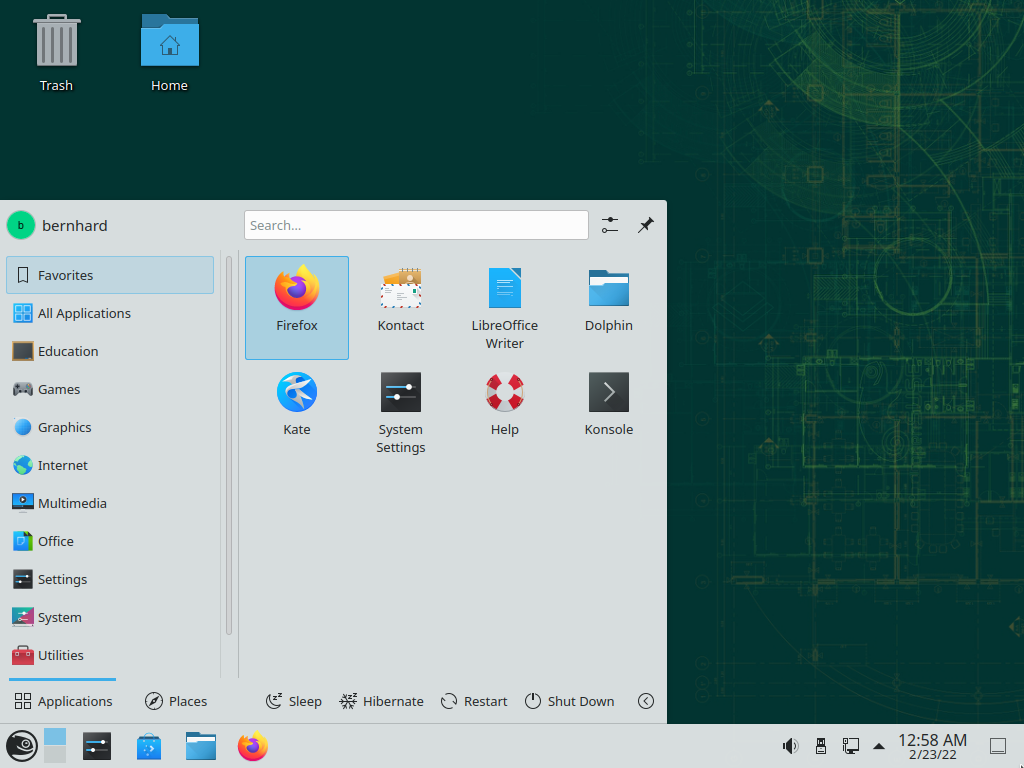 Trash
Home
b
bernhard
Search...
Favorites
All Applications
Education
Games
Graphics
Internet
Multimedia
Office
Settings
System
Utilities
Firefox
Kontact
LibreOffice
Writer
Dolphin
Kate
System
Settings
Help
Konsole
Applications
Places
Sleep
Hibernate
Restart
Shut Down
12:58 AM
2/23/22